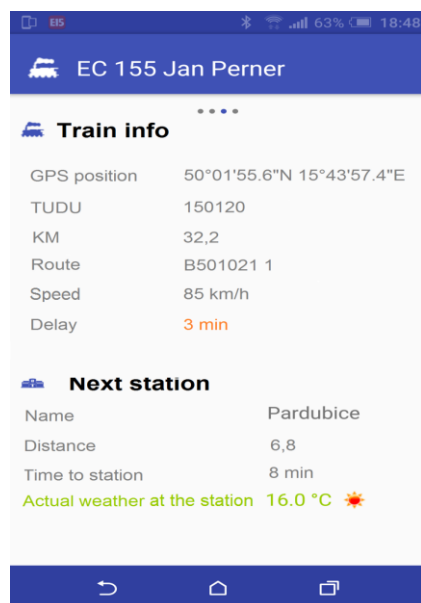 EIS 63% 18:48
EC 155 Jan Perner
Train info
GPS position 50°01'55.6"N 15°43'57.4"E
TUDU 150120
KM 32,2
Route B501021 1
Speed 85 km/h
Delay 3 min
Next station
Name Pardubice
Distance 6,8
Time to station 8 min
Actual weather at the station 16.0 °C